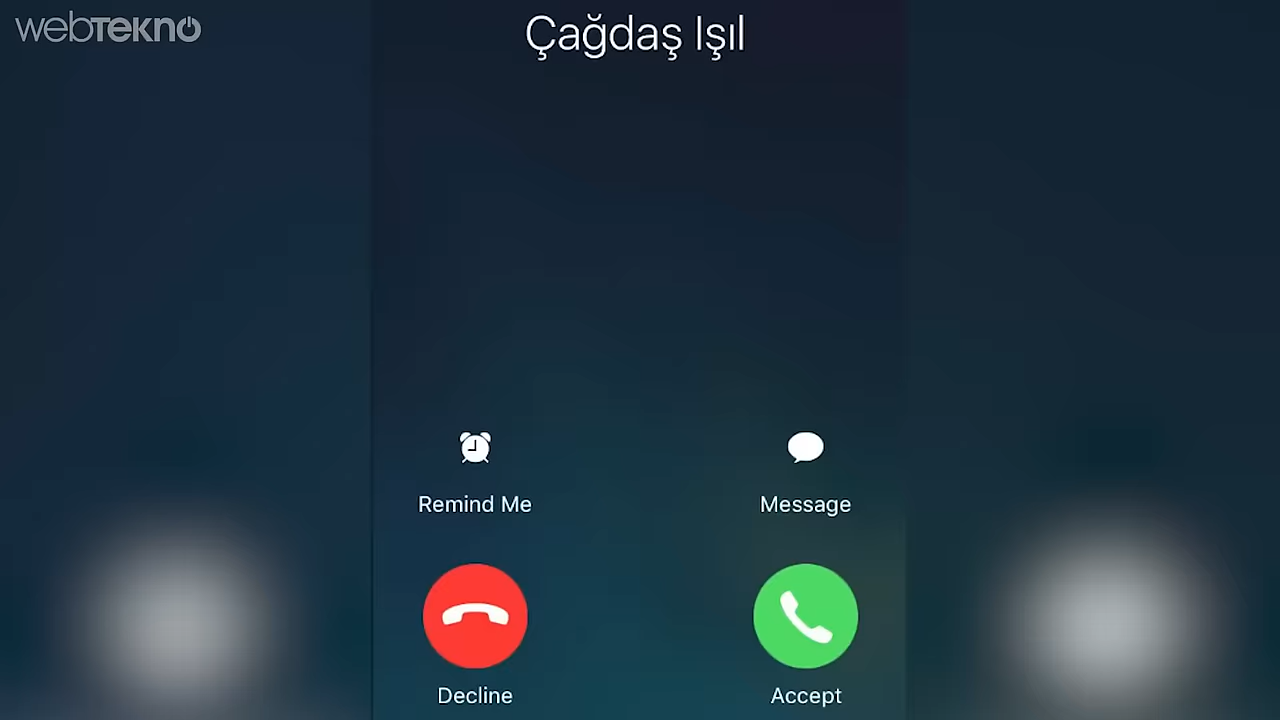 webTEKNO
Çağdaş Işıl
Remind Me
Message
Decline
Accept